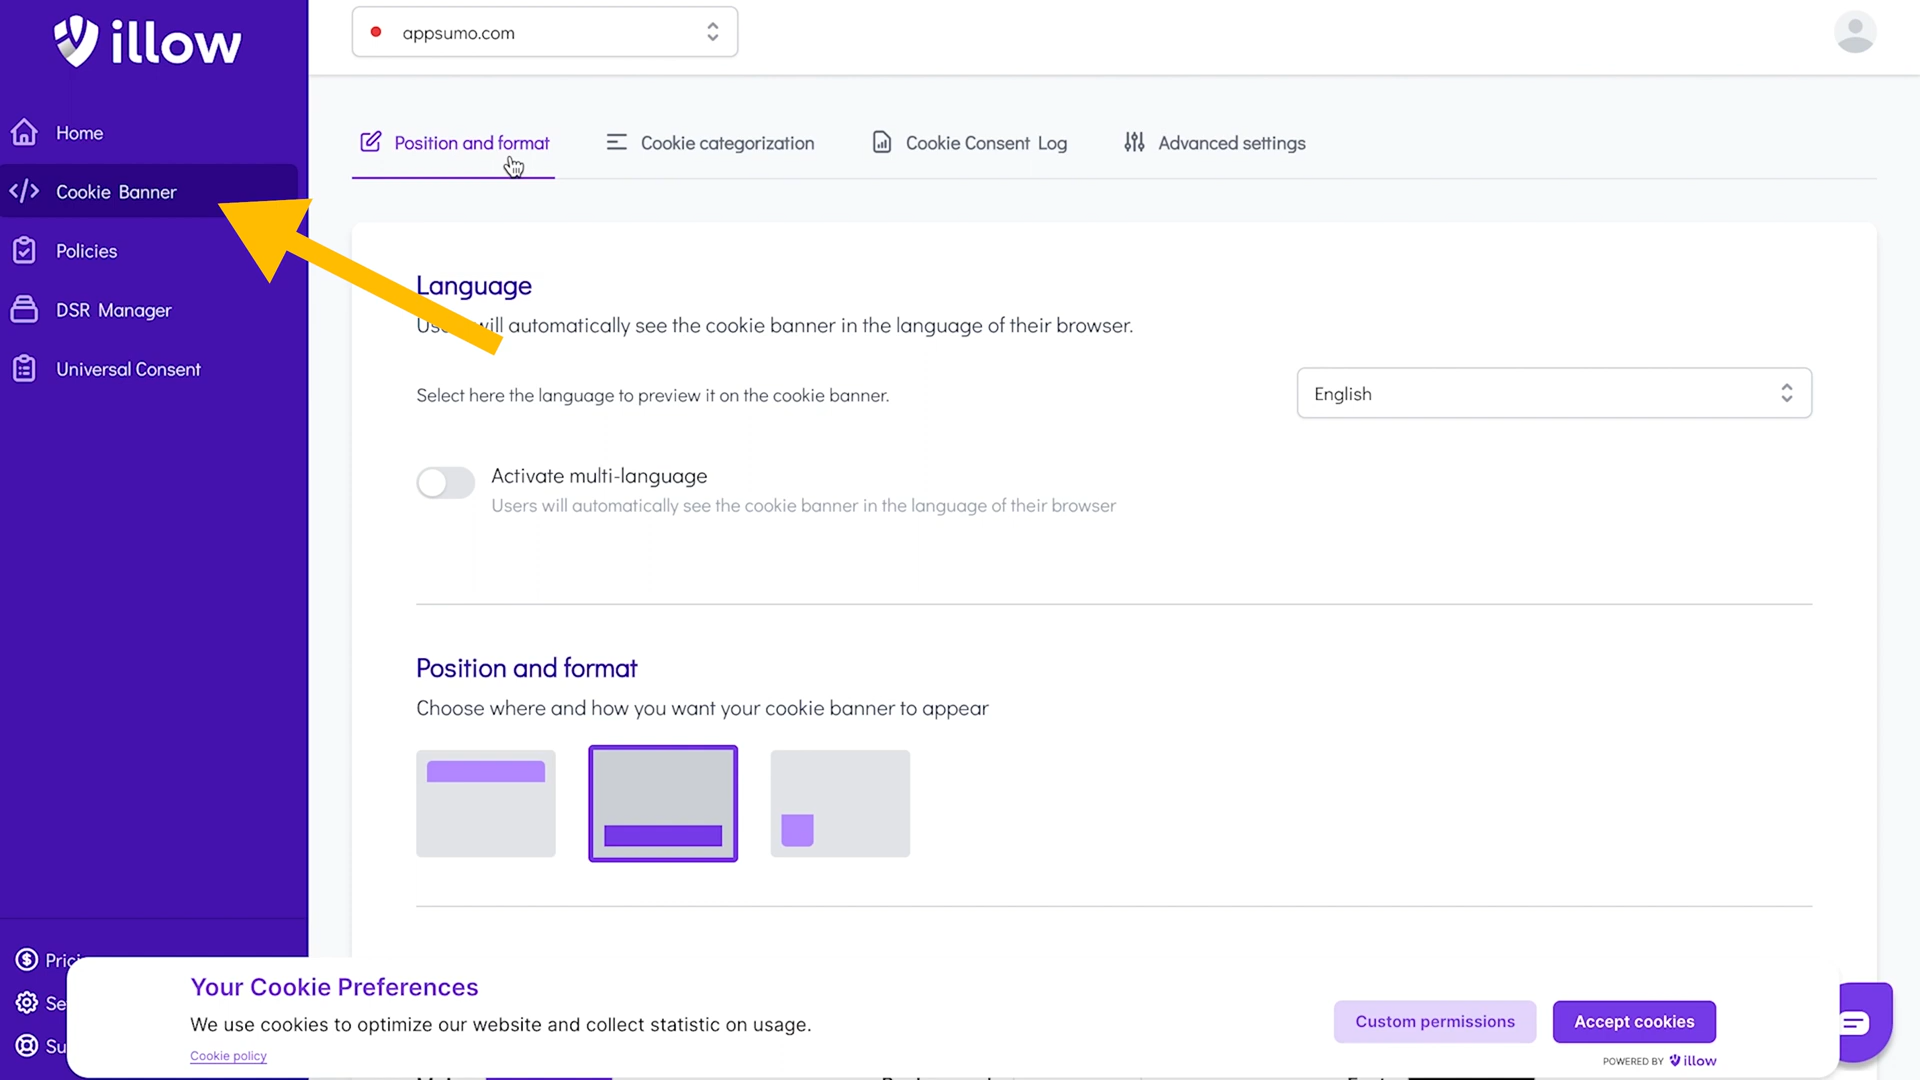 illow
appsumo.com
Home
Cookie Banner
Policies
DSR Manager
Universal Consent
Position and format
Cookie categorization
Cookie Consent Log
Advanced settings
Language
will automatically see the cookie banner in the language of their browser.
Select here the language to preview it on the cookie banner.
English
Activate multi-language
Users will automatically see the cookie banner in the language of their browser
Position and format
Choose where and how you want your cookie banner to appear
Your Cookie Preferences
We use cookies to optimize our website and collect statistic on usage.
Cookie policy
Custom permissions
Accept cookies
POWERED BY illow